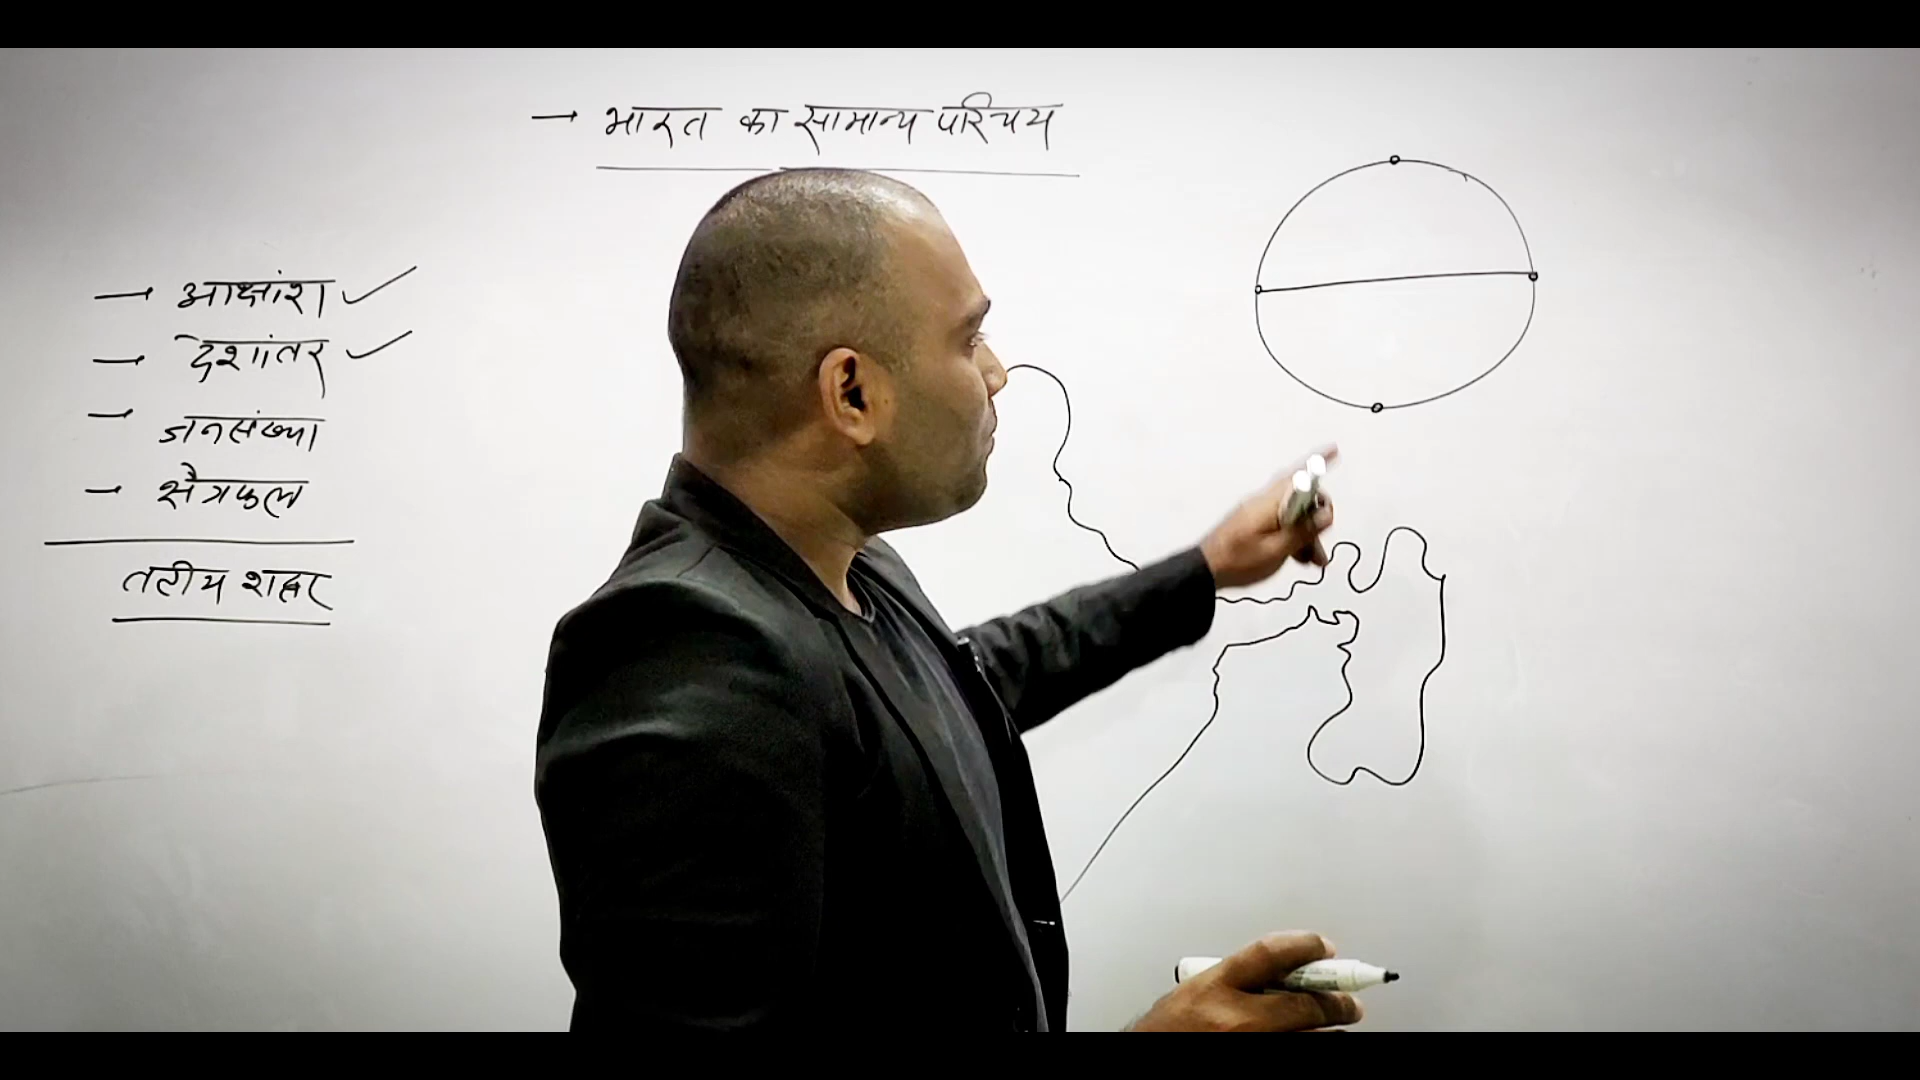 → भारत का सामान्य परिचय
→ आक्षांश ✓
→ देशांतर ✓
→ जनसंख्या
→ क्षैत्रफल
तटीय शहर